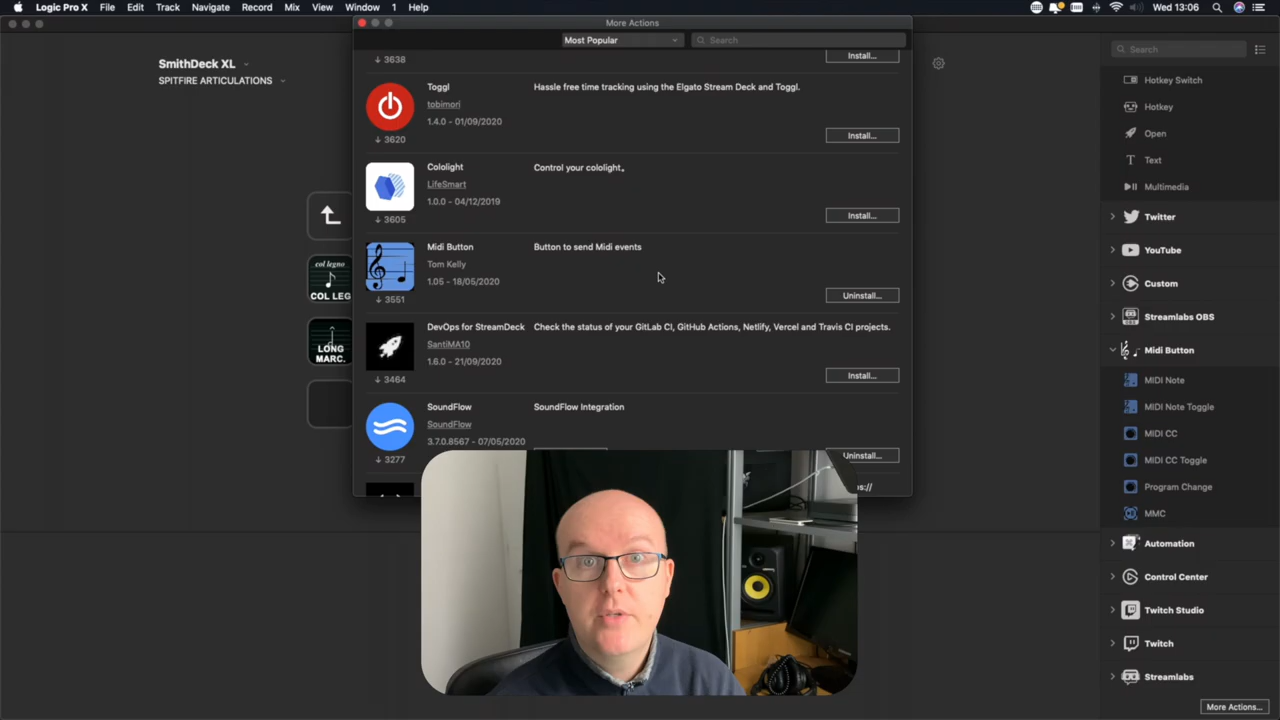 Logic Pro X File Edit Track Navigate Record Mix View Window 1 Help
Wed 13:06
More Actions
Most Popular
Search
SmithDeck XL
SPITFIRE ARTICULATIONS
3638
Install...
Toggl
Hassle free time tracking using the Elgato Stream Deck and Toggl.
tobimori
1.4.0 - 01/09/2020
3620
Install...
Cololight
Control your cololight。
LifeSmart
1.0.0 - 04/12/2019
3605
Install...
Midi Button
Button to send Midi events
Tom Kelly
1.05 - 18/05/2020
3551
Uninstall...
DevOps for StreamDeck
Check the status of your GitLab CI, GitHub Actions, Netlify, Vercel and Travis CI projects.
SantiMA10
1.6.0 - 21/09/2020
3464
Install...
SoundFlow
SoundFlow Integration
SoundFlow
3.7.0.8567 - 07/05/2020
3277
Uninstall...
s://
col legno
COL LEG
LONG
MARC.
Search
Hotkey Switch
Hotkey
Open
Text
Multimedia
Twitter
YouTube
Custom
Streamlabs OBS
Midi Button
MIDI Note
MIDI Note Toggle
MIDI CC
MIDI CC Toggle
Program Change
MMC
Automation
Control Center
Twitch Studio
Twitch
Streamlabs
More Actions...